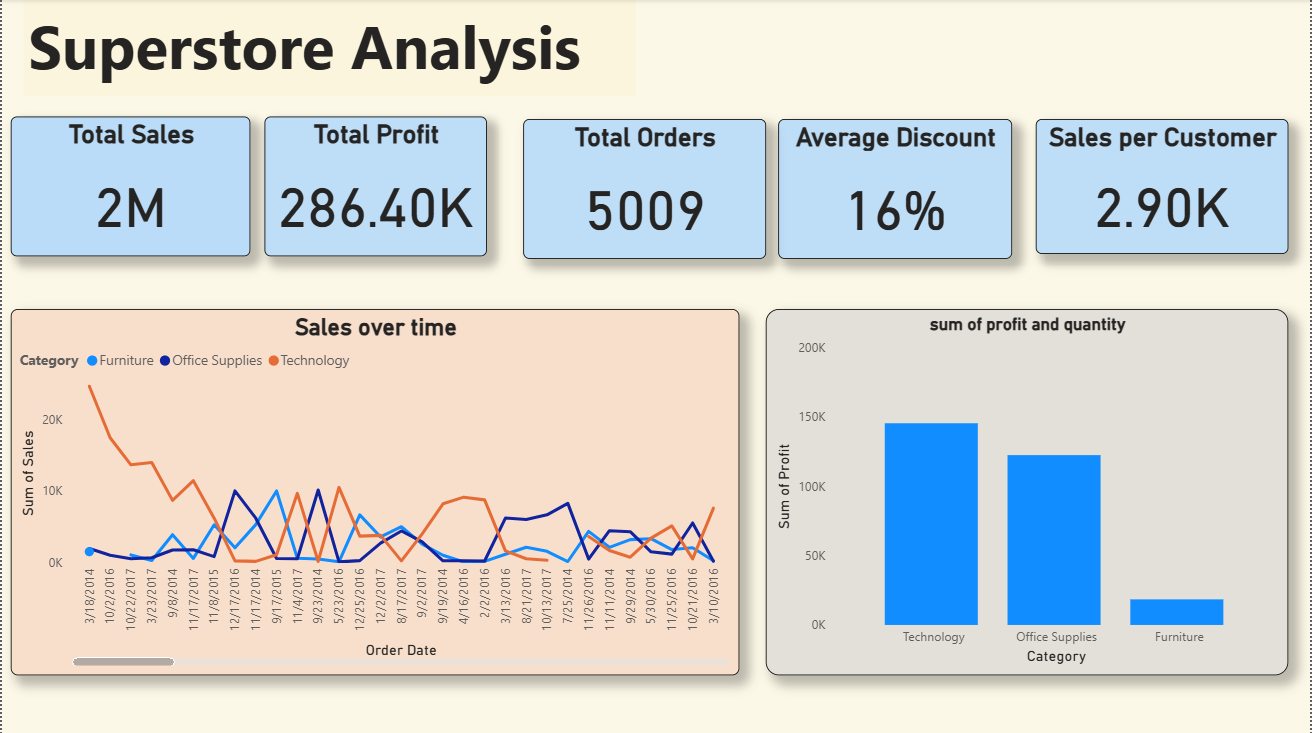 Superstore Analysis
Total Sales
2M
Total Profit
286.40K
Total Orders
5009
Average Discount
16%
Sales per Customer
2.90K
Sales over time
Category Furniture Office Supplies Technology
Sum of Sales
20K
10K
0K
3/18/2014
10/2/2016
10/22/2017
3/23/2017
9/8/2014
11/17/2017
11/8/2015
12/17/2016
11/17/2014
9/17/2015
11/4/2017
9/23/2014
5/23/2016
12/25/2016
12/2/2017
8/17/2017
9/2/2017
9/19/2014
4/16/2016
2/2/2016
3/13/2016
8/21/2017
10/13/2017
7/25/2014
11/26/2016
11/11/2014
9/29/2014
5/30/2016
11/25/2016
10/21/2016
3/10/2016
Order Date
sum of profit and quantity
Sum of Profit
200K
150K
100K
50K
0K
Technology
Office Supplies
Furniture
Category